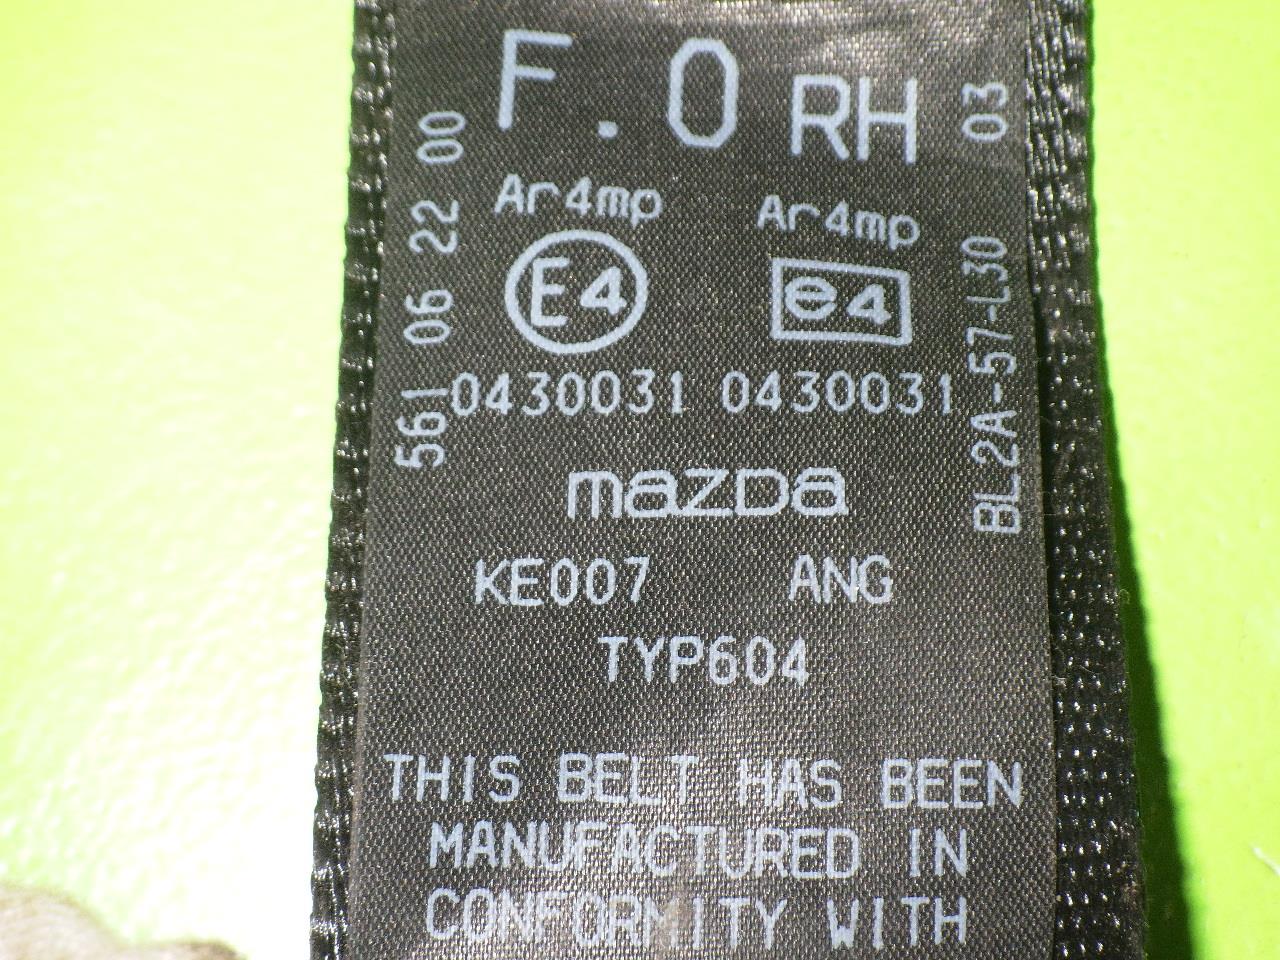 F.0 RH
Ar4mp Ar4mp
E4 e4
0430031 0430031
mazda
KE007 ANG
TYP604
THIS BELT HAS BEEN
MANUFACTURED IN
CONFORMITY WITH
561 06 22 00
BL2A-57-L30 03